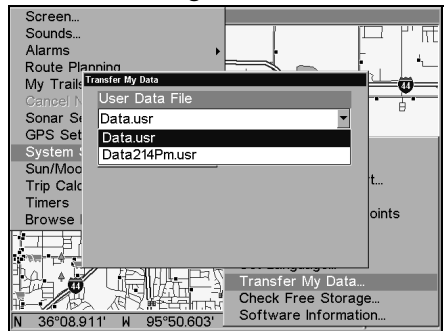 Screen...
Sounds...
Alarms
Route Planning
My Trails
Transfer My Data
Cancel
User Data File
Sonar
Data.usr
GPS Set
Data.usr
System
Data214Pm.usr
Sun/Moo
Trip Calc
Timers
Browse
oints
Transfer My Data...
Check Free Storage...
Software Information...
44
44
N 36°08.911' W 95°50.603'